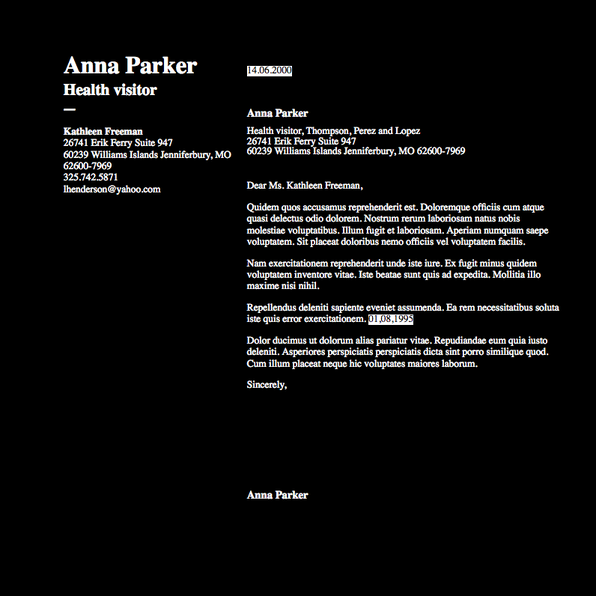 Anna Parker
Health visitor
Kathleen Freeman
26741 Erik Ferry Suite 947
60239 Williams Islands Jenniferbury, MO
62600-7969
325.742.5871
lhenderson@yahoo.com
14.06.2000
Anna Parker
Health visitor, Thompson, Perez and Lopez
26741 Erik Ferry Suite 947
60239 Williams Islands Jenniferbury, MO 62600-7969
Dear Ms. Kathleen Freeman,
Quidem quos accusamus reprehenderit est. Doloremque officiis cum atque
quasi delectus odio dolorem. Nostrum rerum laboriosam natus nobis
molestiae voluptatibus. Illum fugit et laboriosam. Aperiam numquam saepe
voluptatem. Sit placeat doloribus nemo officiis vel voluptatem facilis.
Nam exercitationem reprehenderit unde iste iure. Ex fugit minus quidem
voluptatem inventore vitae. Iste beatae sunt quis ad expedita. Mollitia illo
maxime nisi nihil.
Repellendus deleniti sapiente eveniet assumenda. Ea rem necessitatibus soluta
iste quis error exercitationem. 01,08,1995
Dolor ducimus ut dolorum alias pariatur vitae. Repudiandae eum quia iusto
deleniti. Asperiores perspiciatis perspiciatis dicta sint porro similique quod.
Cum illum placeat neque hic voluptates maiores laborum.
Sincerely,
Anna Parker